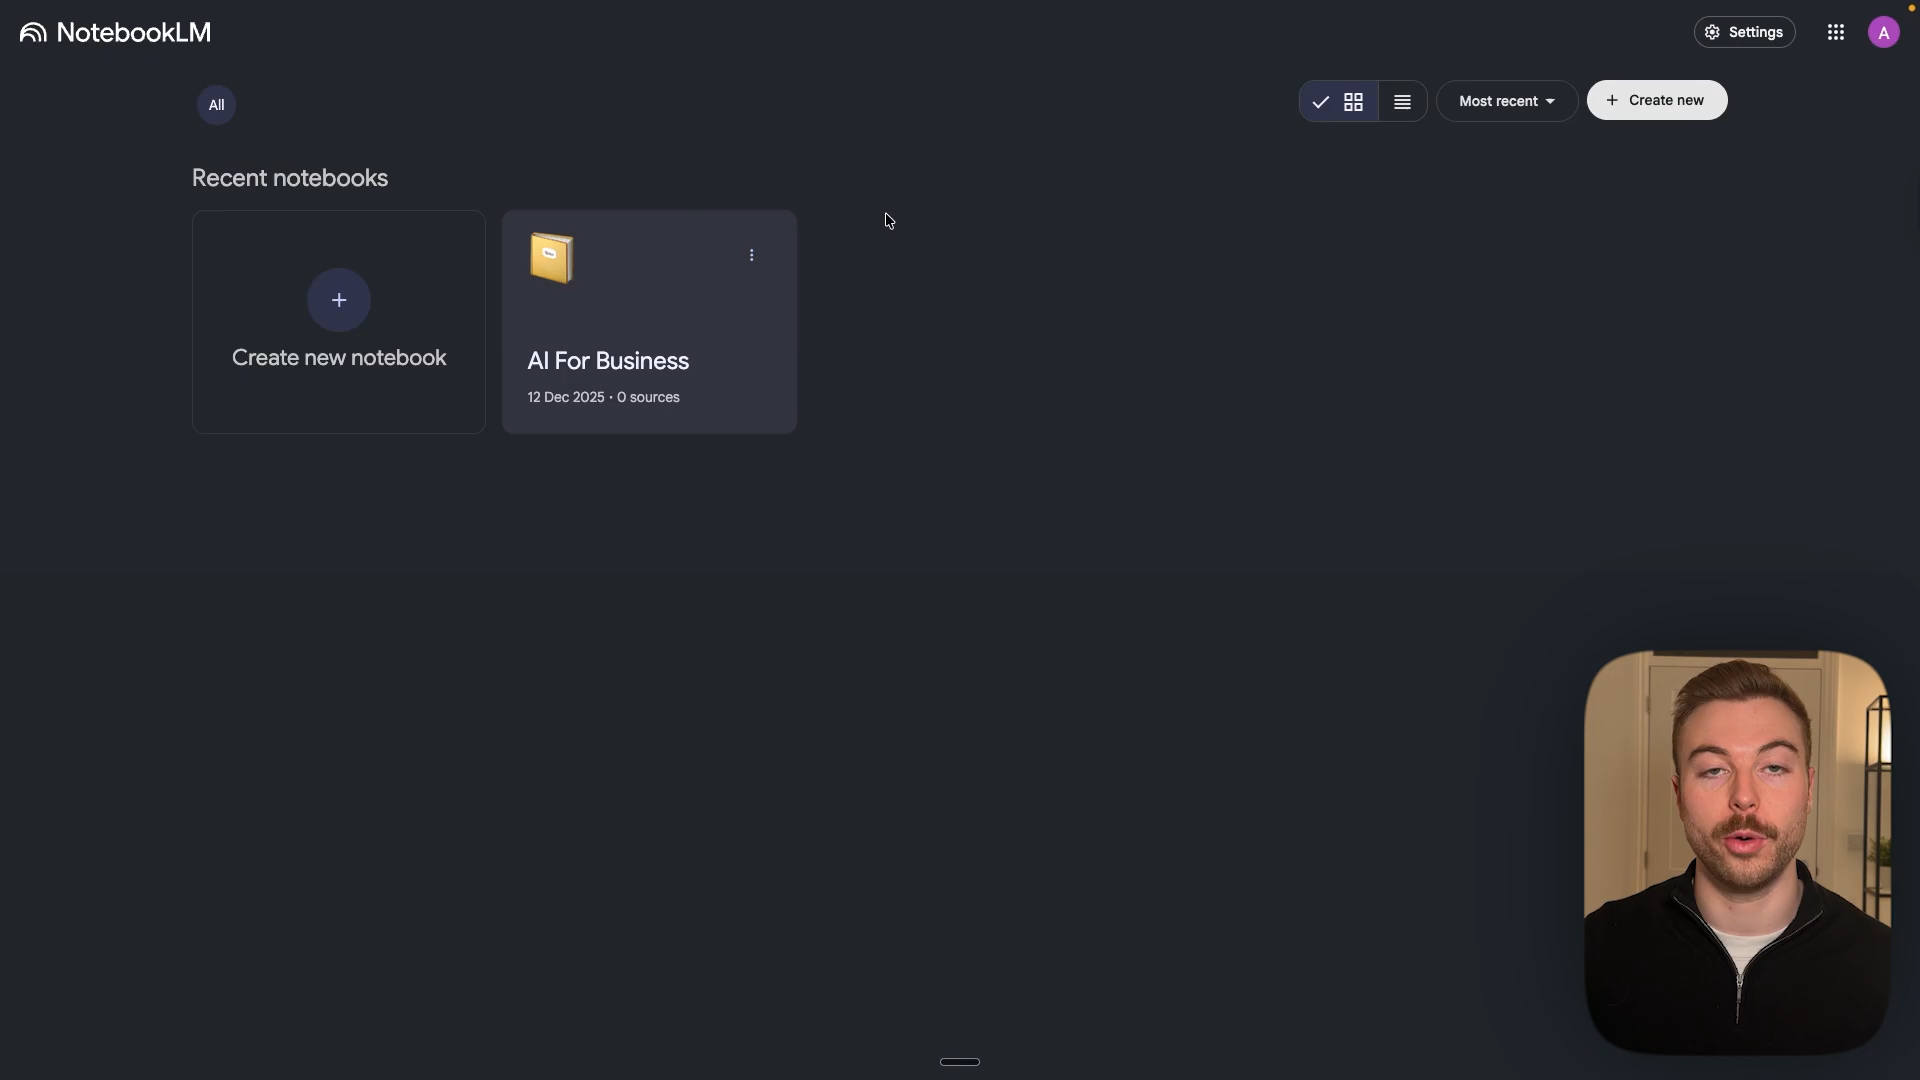 NotebookLM
Settings
A
All
Most recent
Create new
Recent notebooks
Create new notebook
AI For Business
12 Dec 2025 · 0 sources